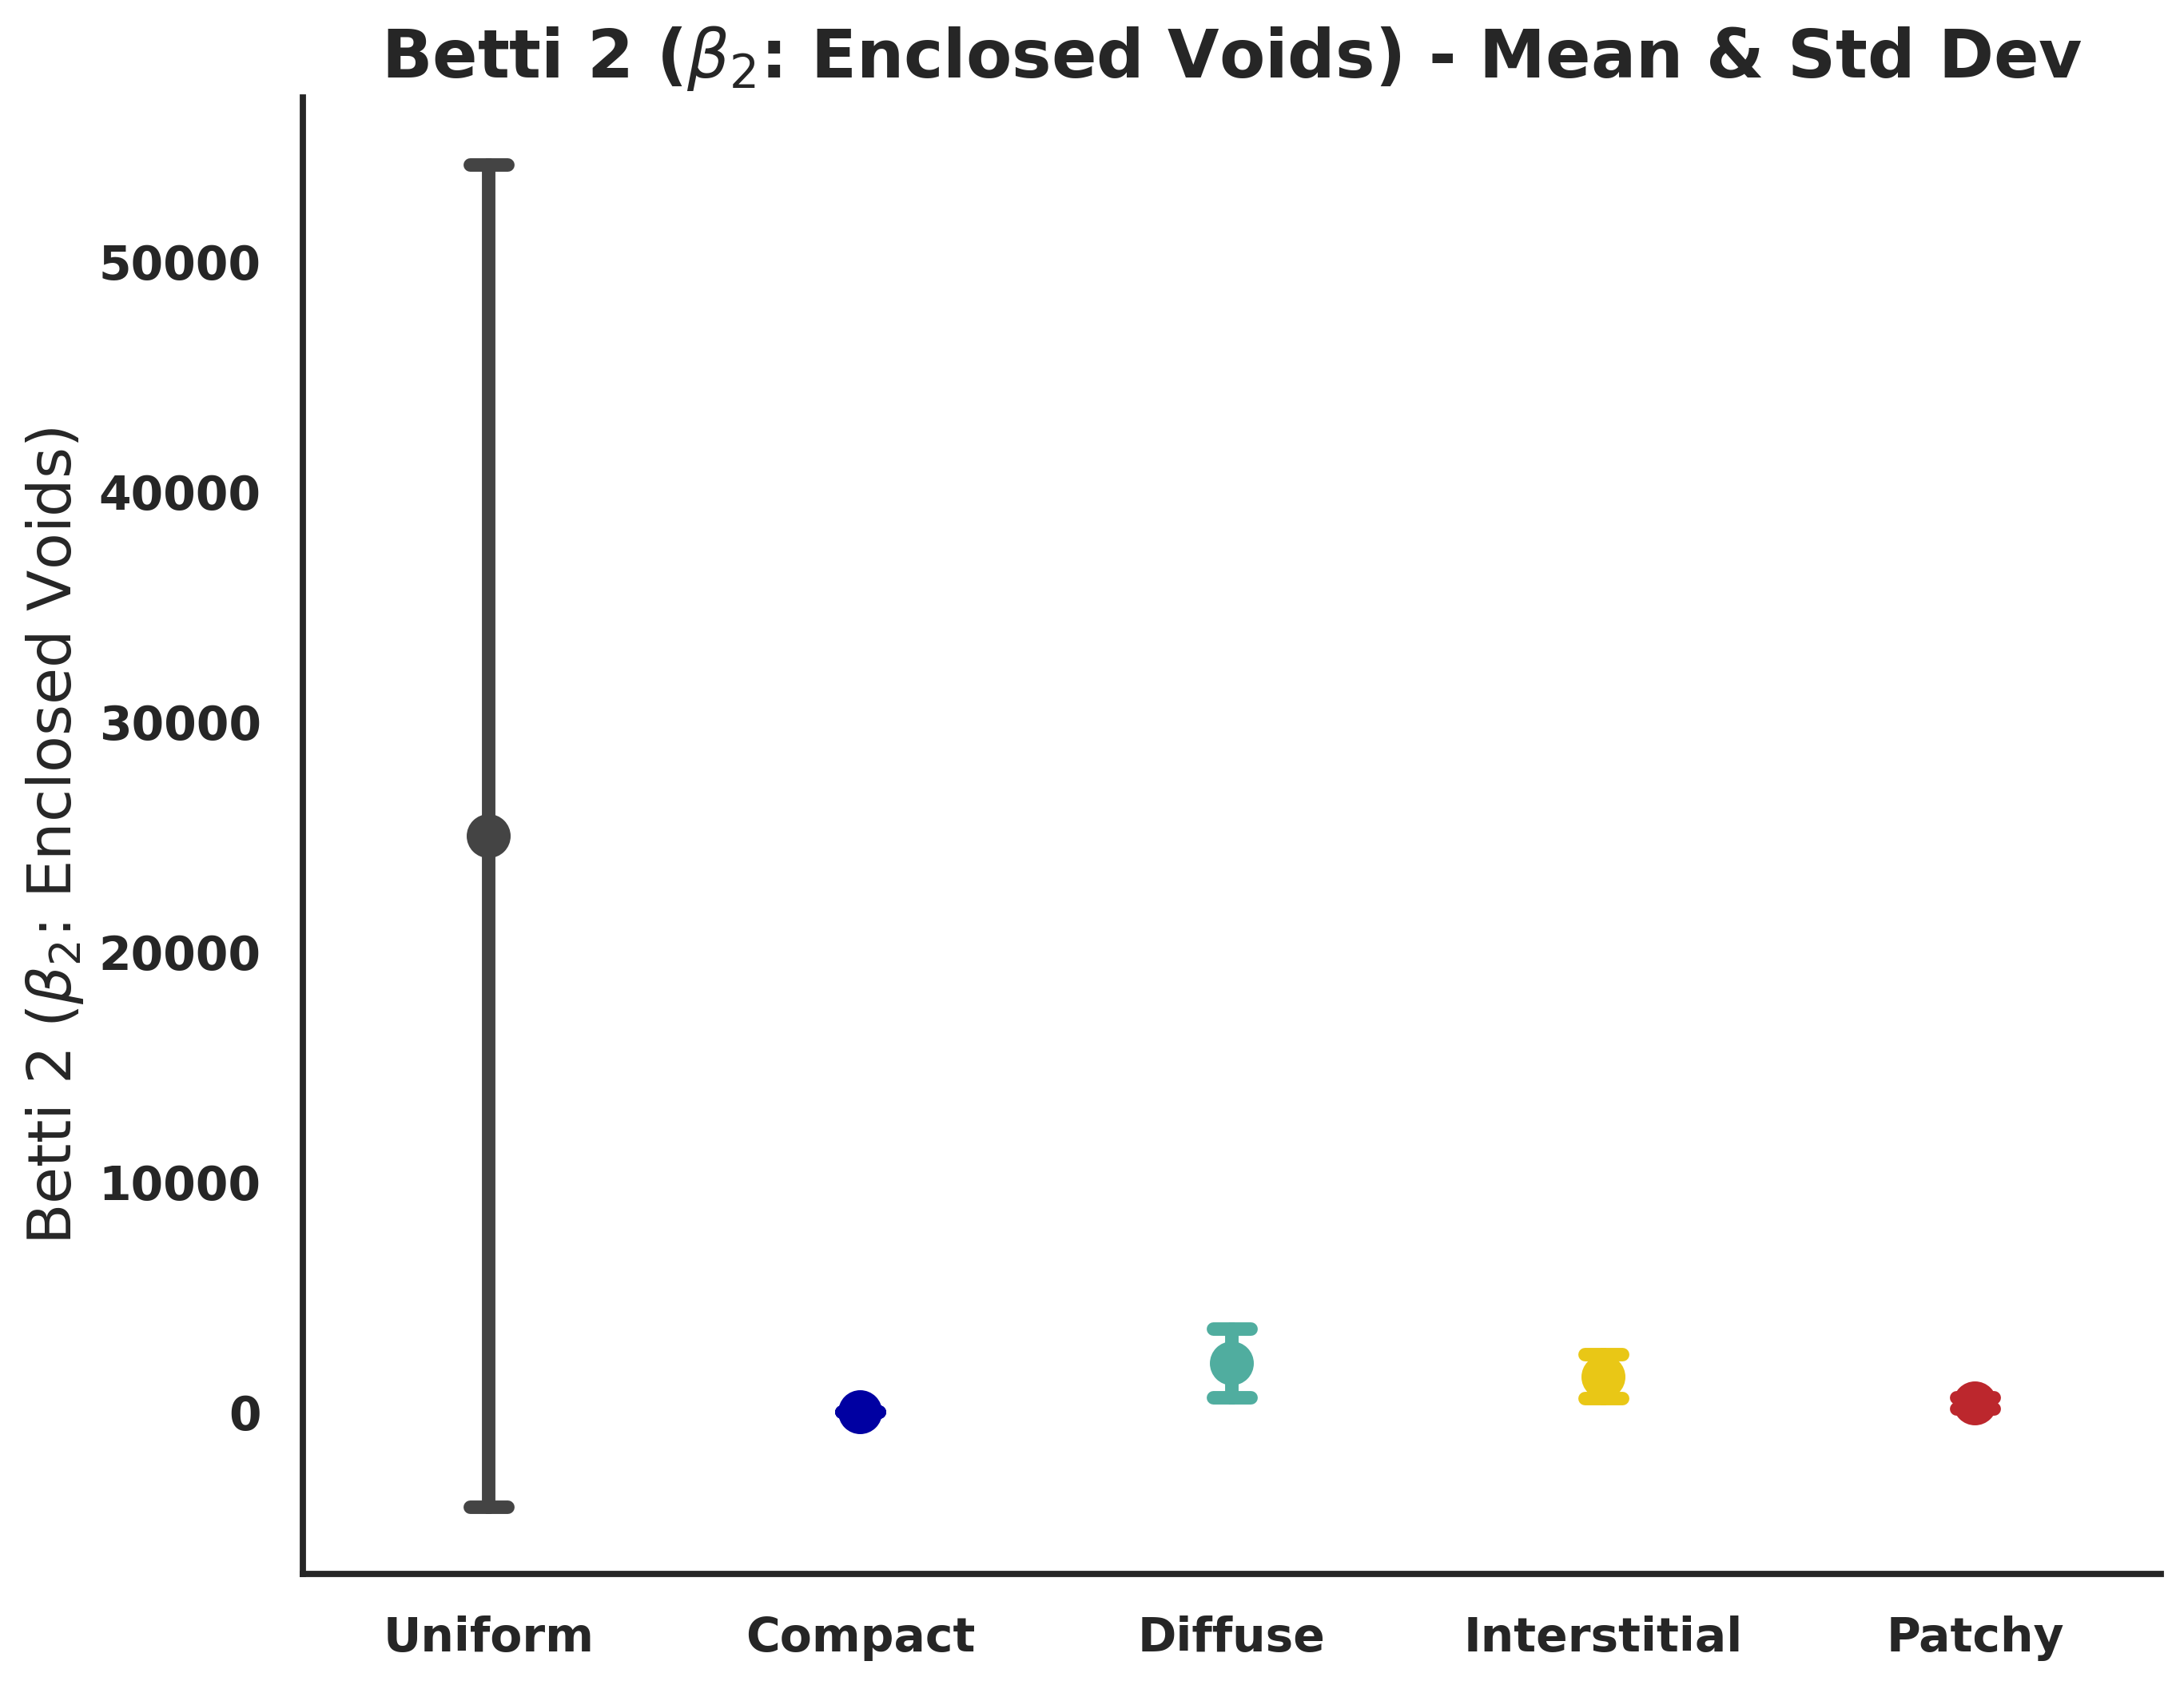 Betti 2 (β₂: Enclosed Voids) - Mean & Std Dev
Betti 2 (β₂: Enclosed Voids)
50000
40000
30000
20000
10000
0
Uniform Compact Diffuse Interstitial Patchy